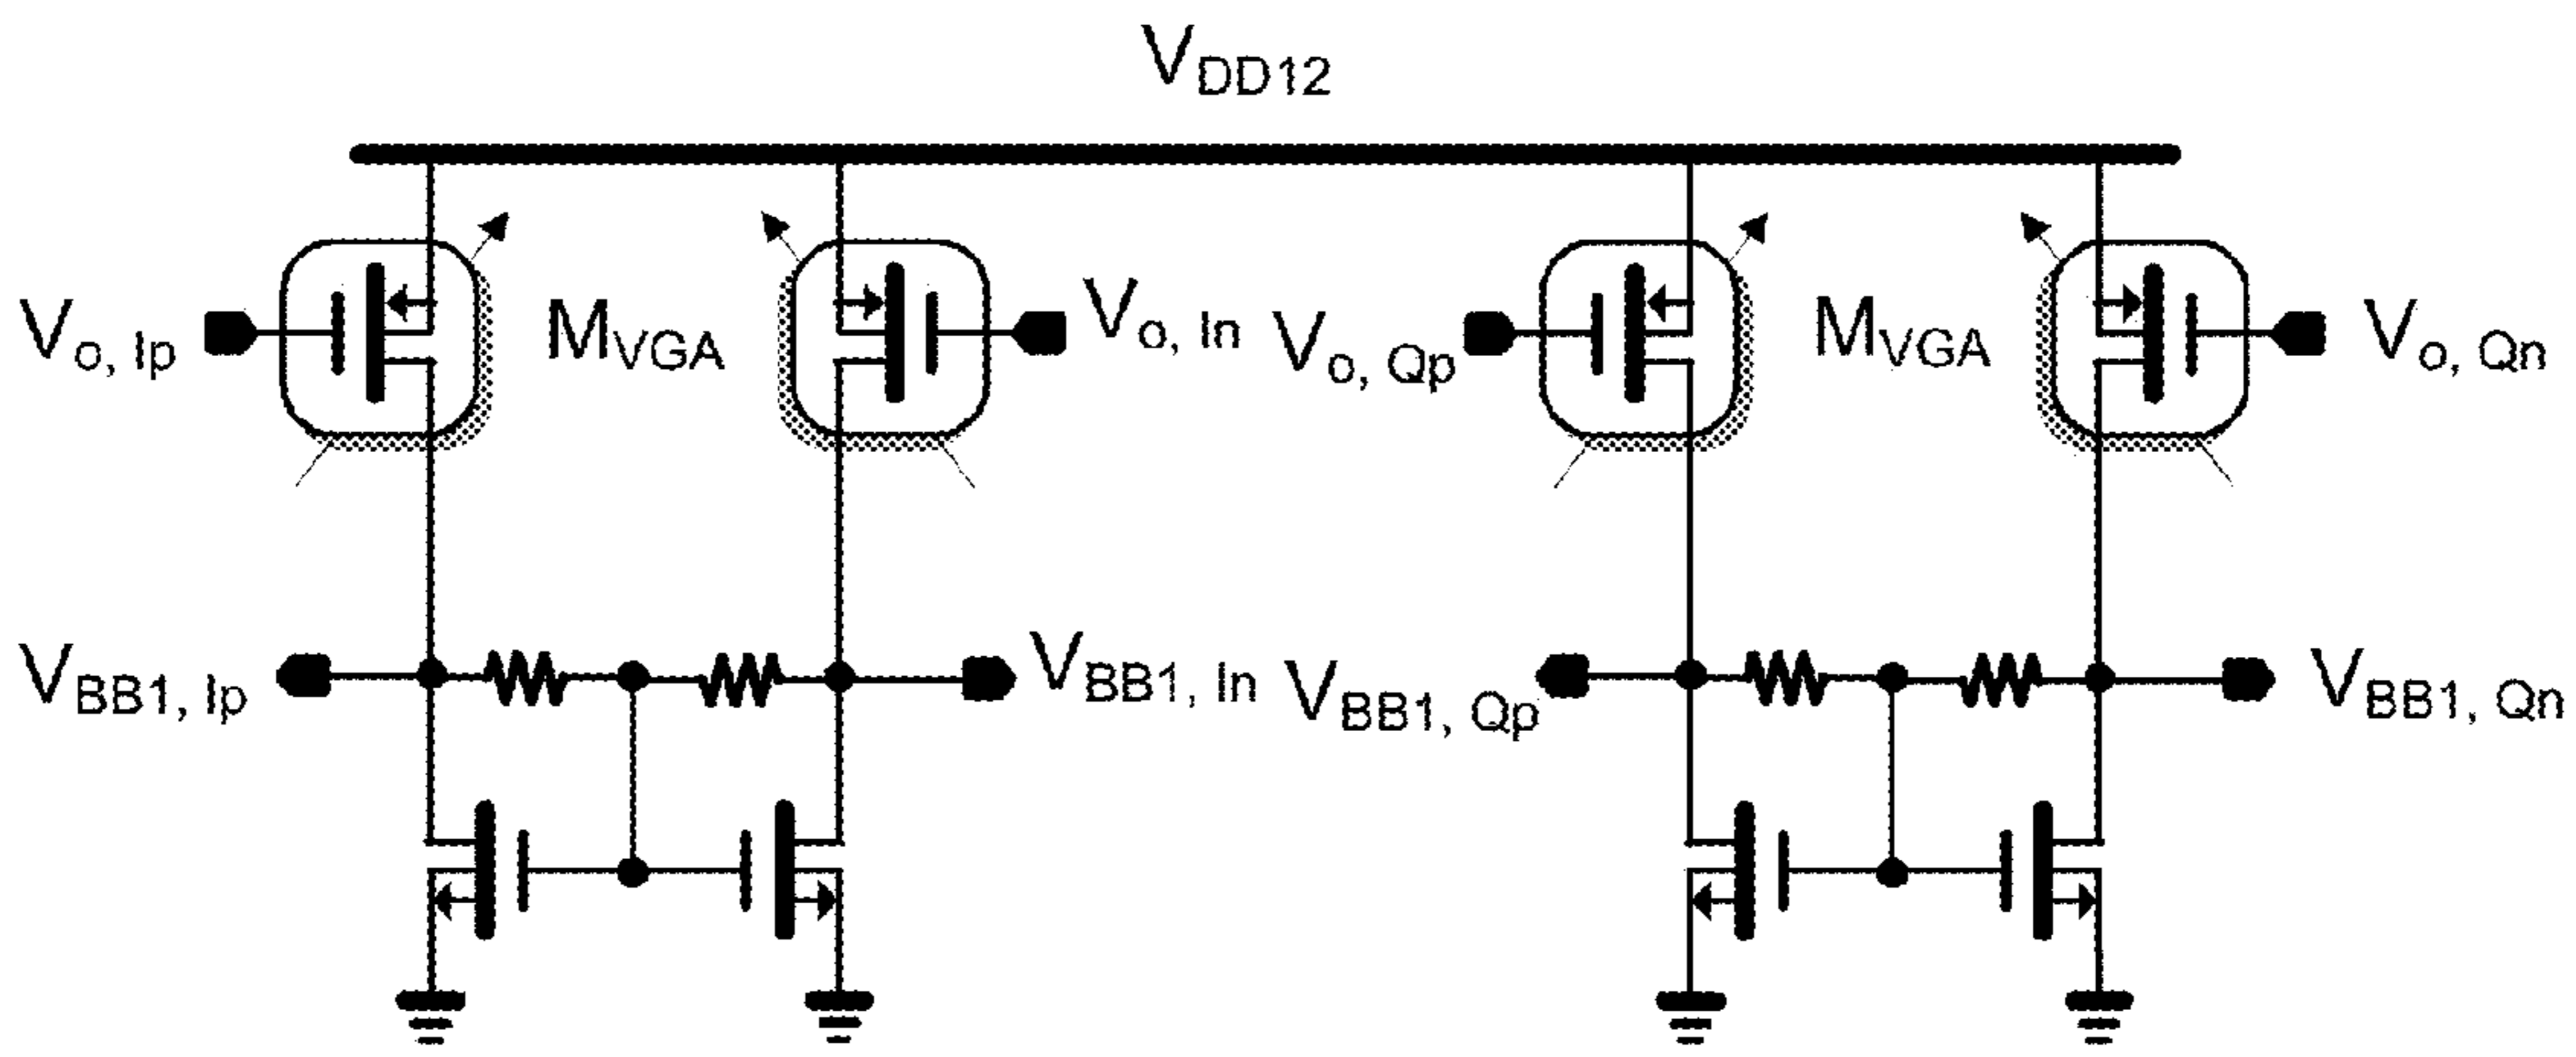 VDD12
Vo, Ip
MVGA
Vo, In
Vo, Qp
MVGA
Vo, Qn
VBB1, Ip
VBB1, In
VBB1, Qp
VBB1, Qn